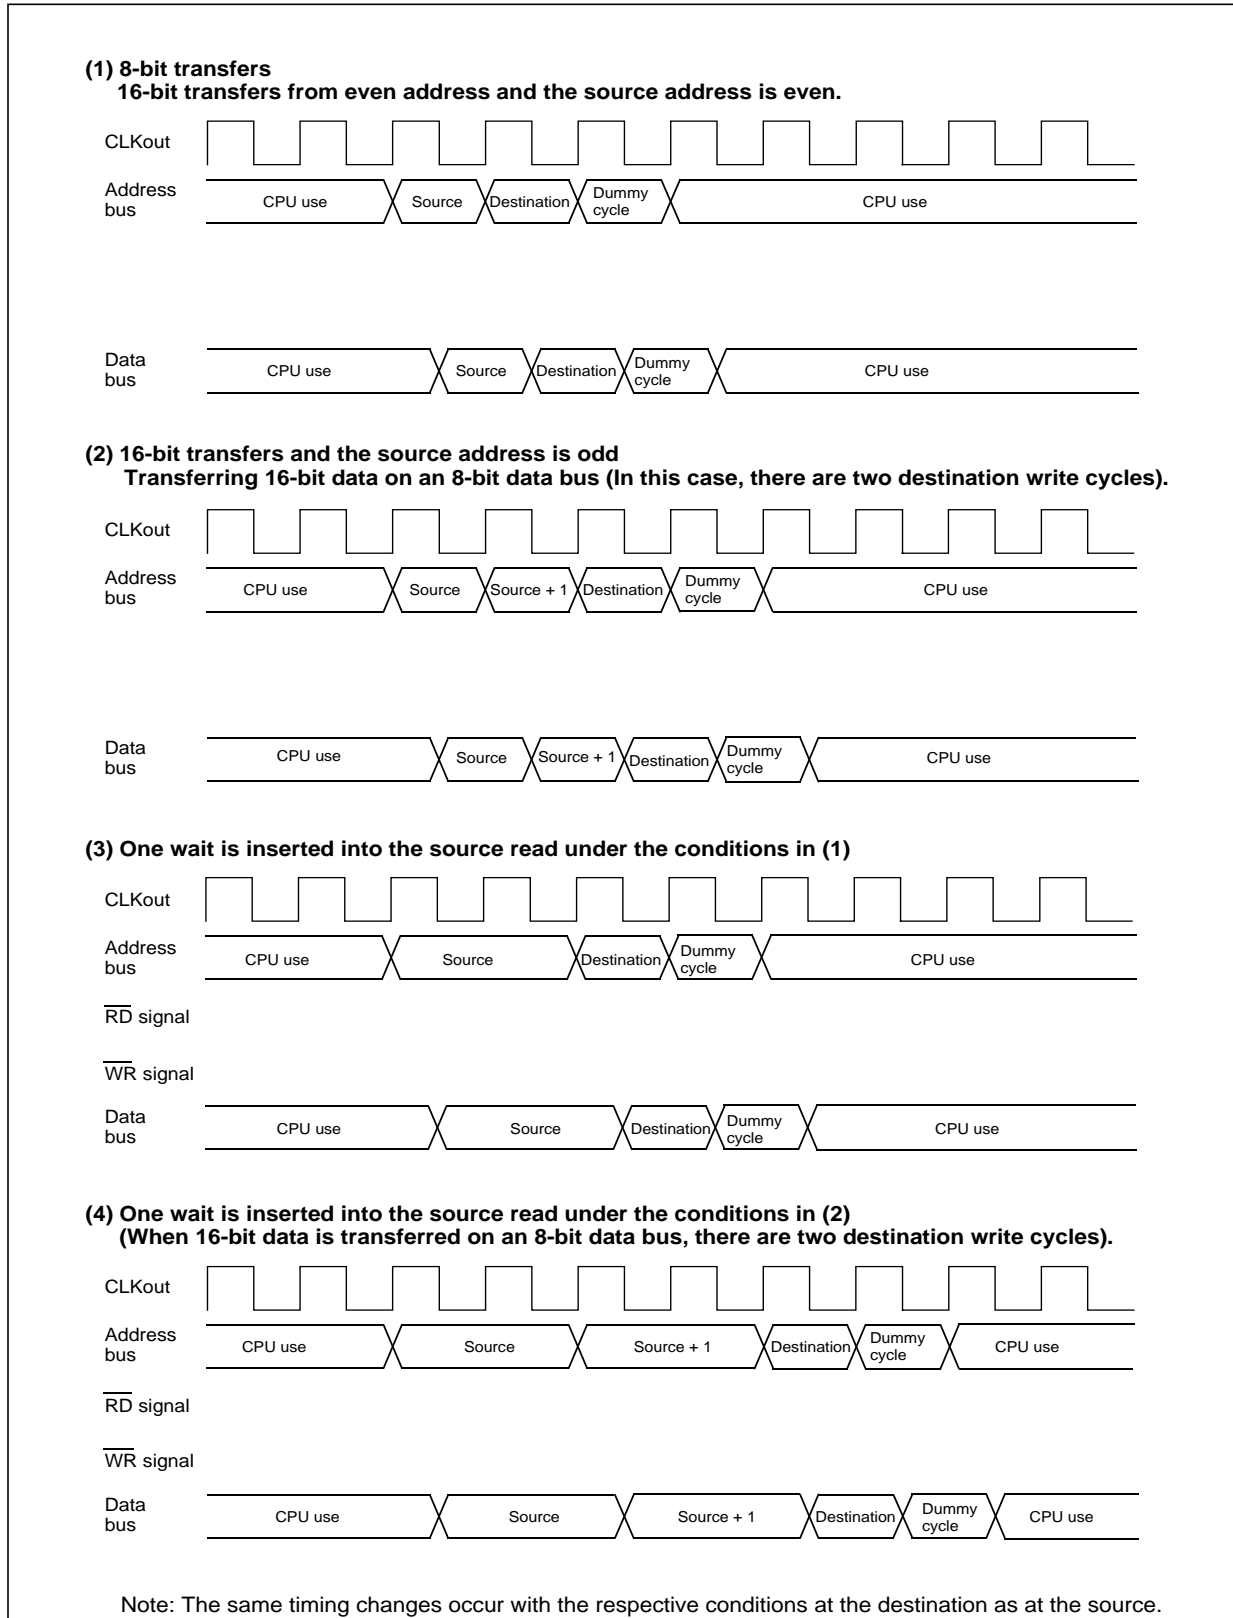 (1) 8-bit transfers
16-bit transfers from even address and the source address is even.
CLKout
Address bus
CPU use Source Destination Dummy cycle CPU use
Data bus
CPU use Source Destination Dummy cycle CPU use
(2) 16-bit transfers and the source address is odd
Transferring 16-bit data on an 8-bit data bus (In this case, there are two destination write cycles).
CLKout
Address bus
CPU use Source Source + 1 Destination Dummy cycle CPU use
Data bus
CPU use Source Source + 1 Destination Dummy cycle CPU use
(3) One wait is inserted into the source read under the conditions in (1)
CLKout
Address bus
CPU use Source Destination Dummy cycle CPU use
RD signal
WR signal
Data bus
CPU use Source Destination Dummy cycle CPU use
(4) One wait is inserted into the source read under the conditions in (2)
(When 16-bit data is transferred on an 8-bit data bus, there are two destination write cycles).
CLKout
Address bus
CPU use Source Source + 1 Destination Dummy cycle CPU use
RD signal
WR signal
Data bus
CPU use Source Source + 1 Destination Dummy cycle CPU use
Note: The same timing changes occur with the respective conditions at the destination as at the source.